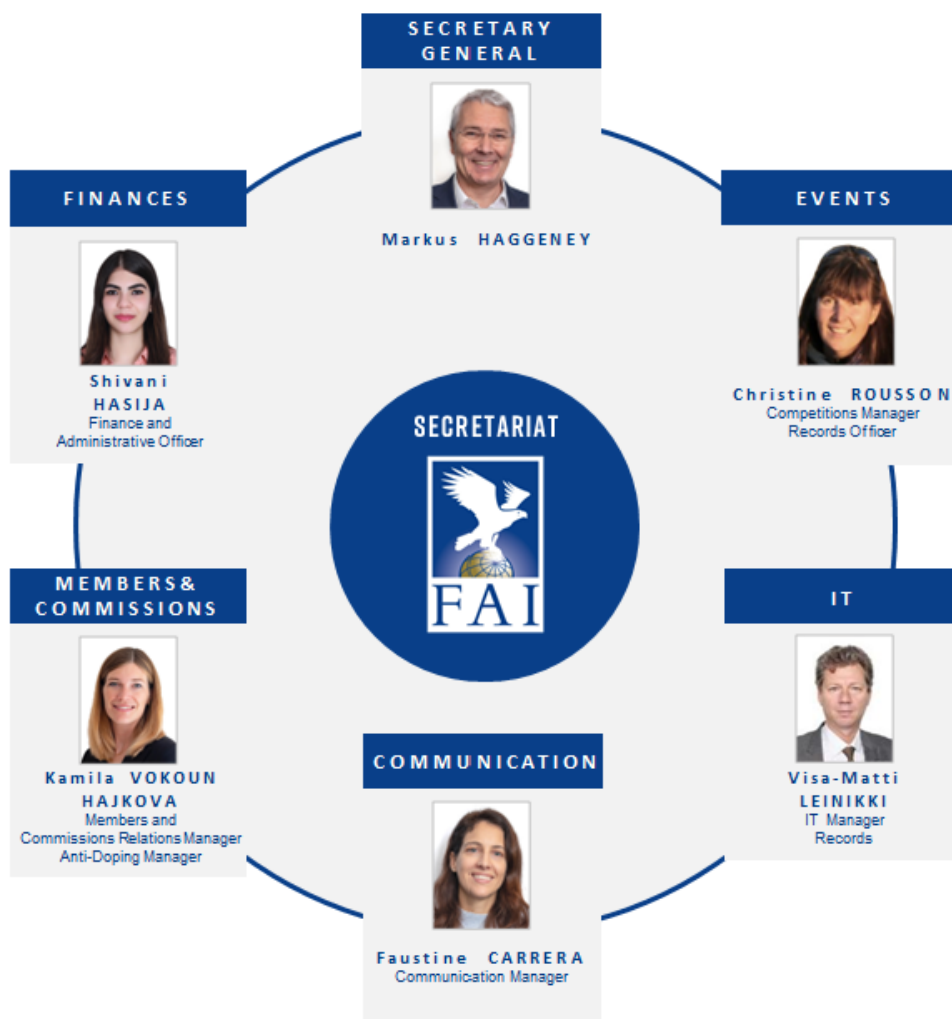 SECRETARY
GENERAL
Markus HAGGENEY
FINANCES
Shivani
HASIJA
Finance and
Administrative Officer
EVENTS
Christine ROUSSON
Competitions Manager
Records Officer
SECRETARIAT
FAI
MEMBERS&
COMMISSIONS
Kamila VOKOUN
HAJKOVA
Members and
Commissions Relations Manager
Anti-Doping Manager
IT
Visa-Matti
LEINIKKI
IT Manager
Records
COMMUNICATION
Faustine CARRERA
Communication Manager